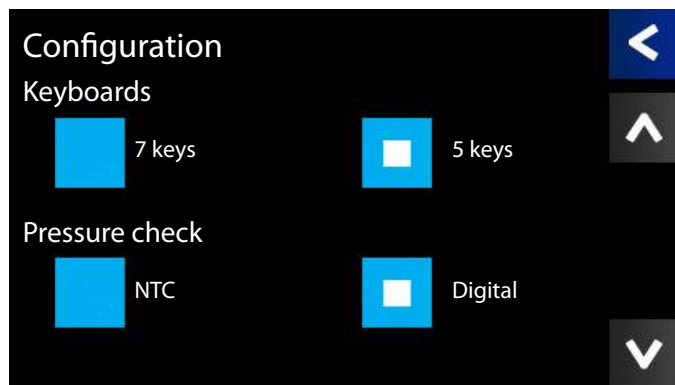 Configuration
Keyboards
7 keys
5 keys
Pressure check
NTC
Digital